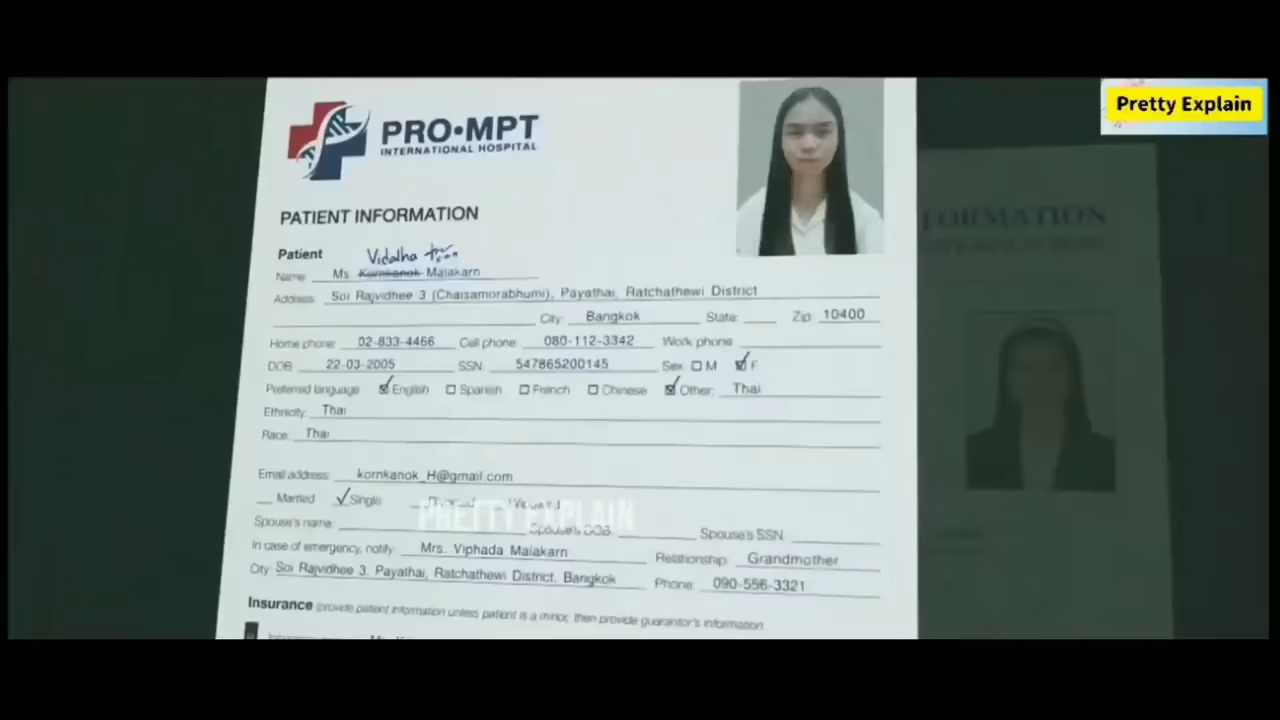 Pretty Explain
PRO•MPT
INTERNATIONAL HOSPITAL
PATIENT INFORMATION
Patient
Vidalha
Name: Ms Kornkanok Malakarn
Address: Soi Rajvidhee 3 (Chaisamorabhumi), Payathai, Ratchathewi District
City: Bangkok State: Zip: 10400
Home phone: 02-833-4466 Cell phone: 080-112-3342 Work phone
DOB: 22-03-2005 SSN: 547865200145 Sex M F
Preferred language English Spanish French Chinese Other: Thai
Ethnicity: Thai
Race: Thai
Email address: kornkanok_H@gmail.com
Married Single
PRETTY EXPLAIN
Spouse's name: Spouse's DOB: Spouse's SSN:
In case of emergency, notify: Mrs. Viphada Malakarn Relationship: Grandmother
City: Soi Rajvidhee 3, Payathai, Ratchathewi District, Bangkok Phone: 090-556-3321
Insurance (provide patient information unless patient is a minor, then provide guarantor's information
FORMATION